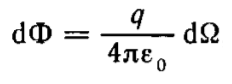 dΦ = q / 4πε₀ dΩ